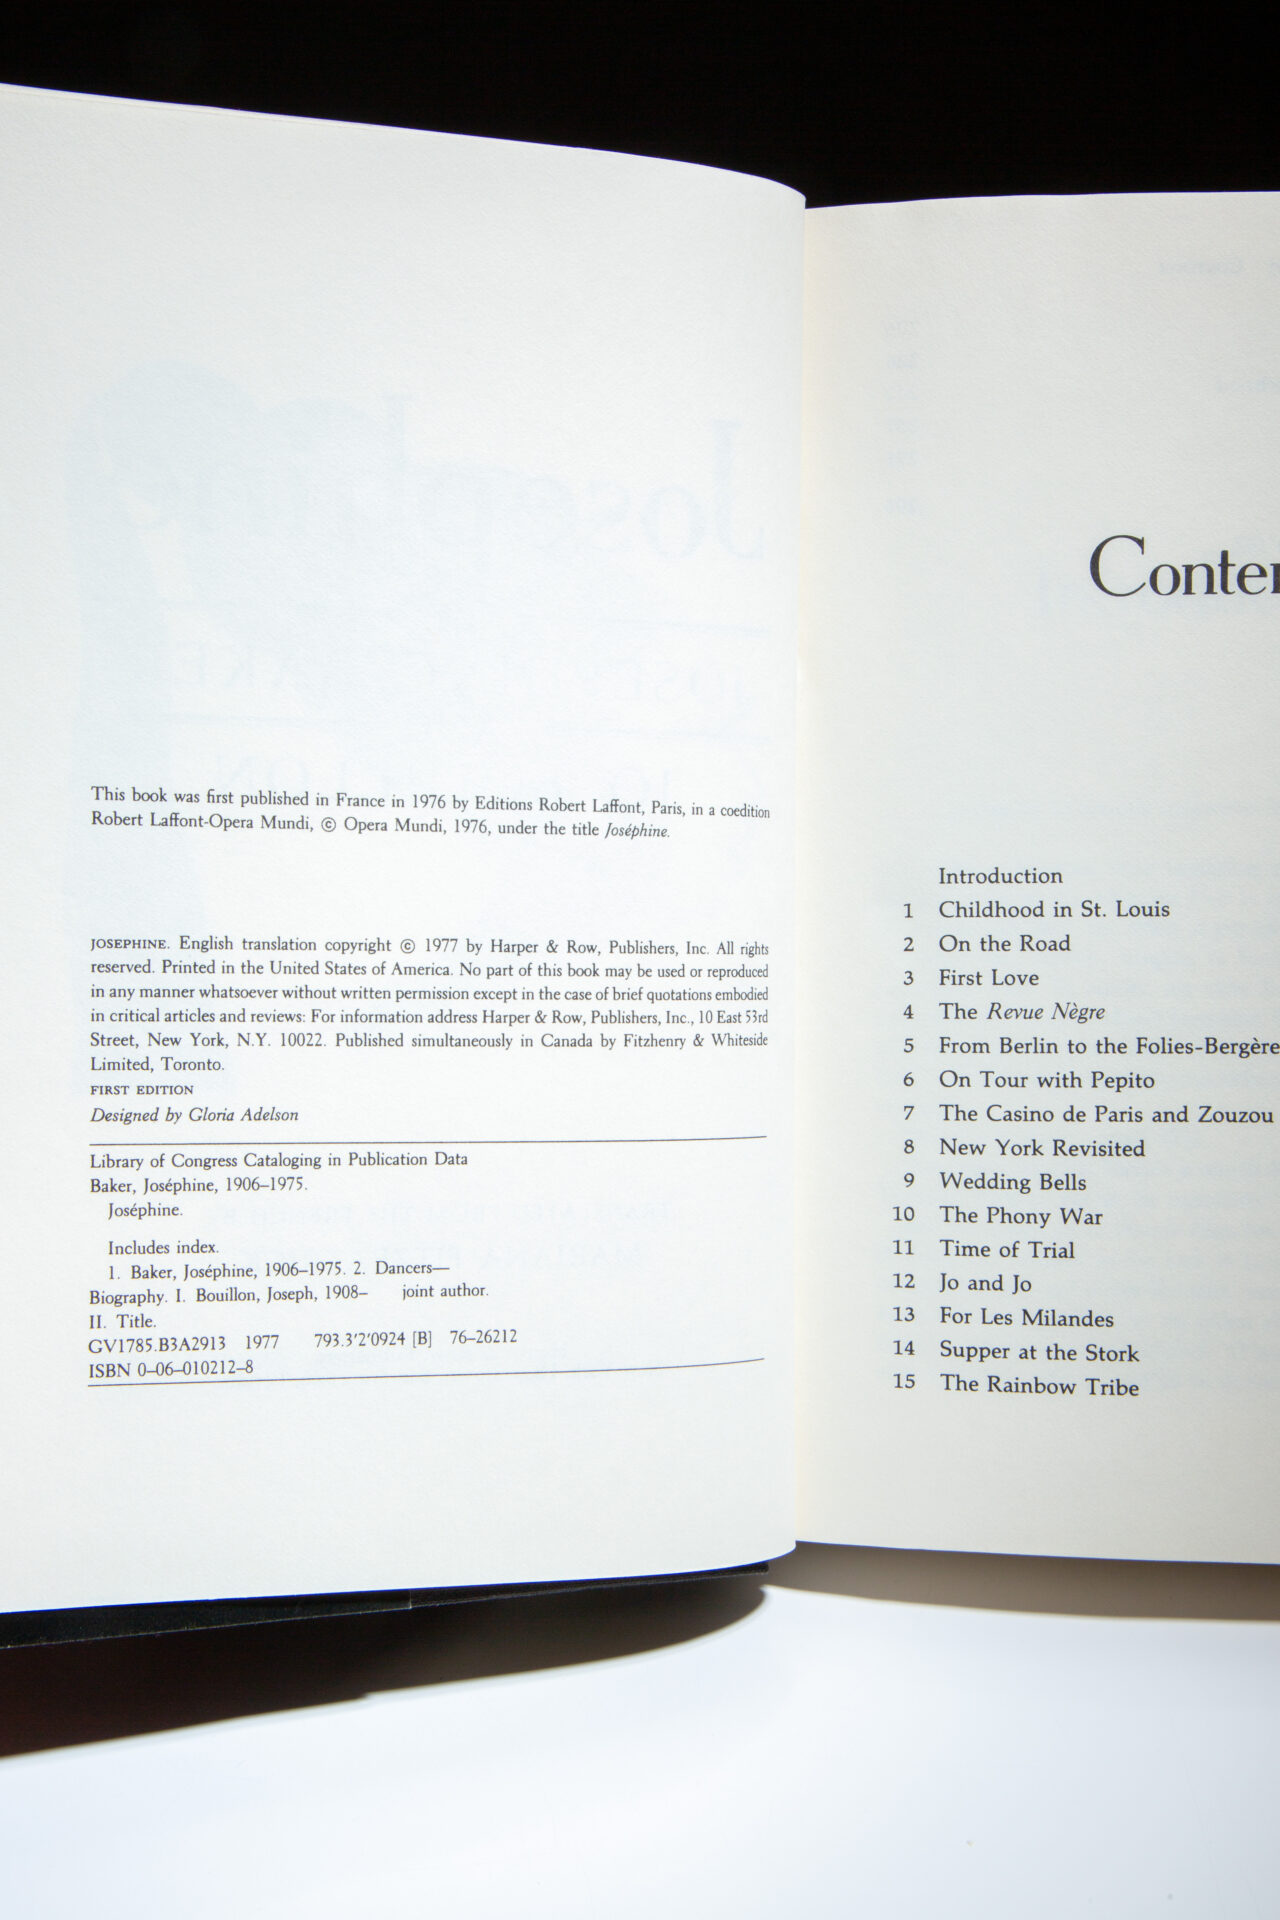 This book was first published in France in 1976 by Editions Robert Laffont, Paris, in a coedition
Robert Laffont-Opera Mundi, © Opera Mundi, 1976, under the title Joséphine.
JOSEPHINE. English translation copyright © 1977 by Harper & Row, Publishers, Inc. All rights
reserved. Printed in the United States of America. No part of this book may be used or reproduced
in any manner whatsoever without written permission except in the case of brief quotations embodied
in critical articles and reviews: For information address Harper & Row, Publishers, Inc., 10 East 53rd
Street, New York, N.Y. 10022. Published simultaneously in Canada by Fitzhenry & Whiteside
Limited, Toronto.
FIRST EDITION
Designed by Gloria Adelson
Library of Congress Cataloging in Publication Data
Baker, Joséphine, 1906–1975.
Joséphine.
Includes index.
1. Baker, Joséphine, 1906–1975. 2. Dancers—
Biography. I. Bouillon, Joseph, 1908– joint author.
II. Title.
GV1785.B3A2913 1977 793.3'2'0924 [B] 76–26212
ISBN 0–06–010212–8
Conte
Introduction
1 Childhood in St. Louis
2 On the Road
3 First Love
4 The Revue Nègre
5 From Berlin to the Folies-Bergère
6 On Tour with Pepito
7 The Casino de Paris and Zouzou
8 New York Revisited
9 Wedding Bells
10 The Phony War
11 Time of Trial
12 Jo and Jo
13 For Les Milandes
14 Supper at the Stork
15 The Rainbow Tribe